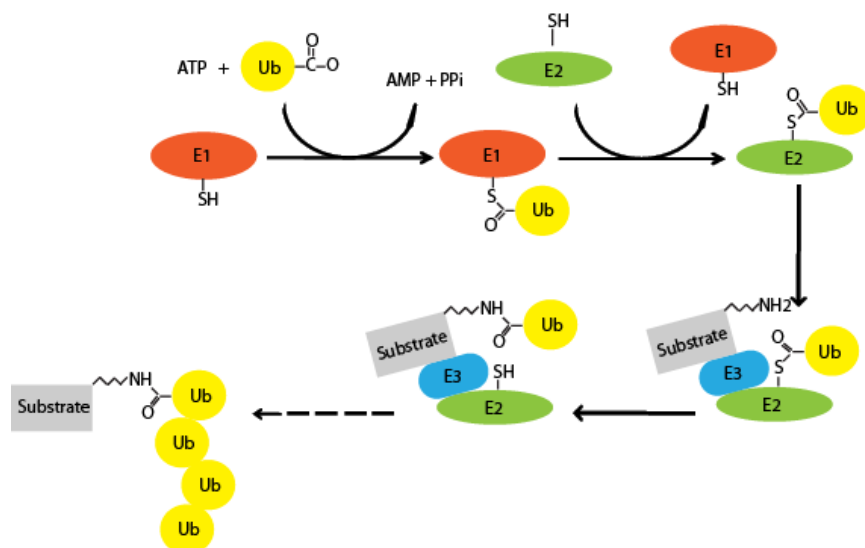 SH
O
ATP + Ub C-O
E2
E1
SH
AMP + PPi
O
Ub
S
E1
SH
E1
S
O
Ub
E2
NH2
NH
O
Ub
Substrate
E3
SH
E2
Substrate
O
Ub
S
E3
E2
NH
O
Substrate
Ub
Ub
Ub
Ub